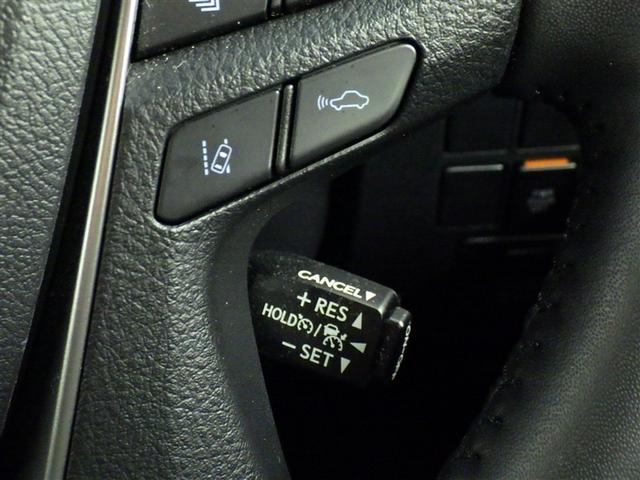 CANCEL▼
+ RES▲
HOLD / ◀
− SET▼